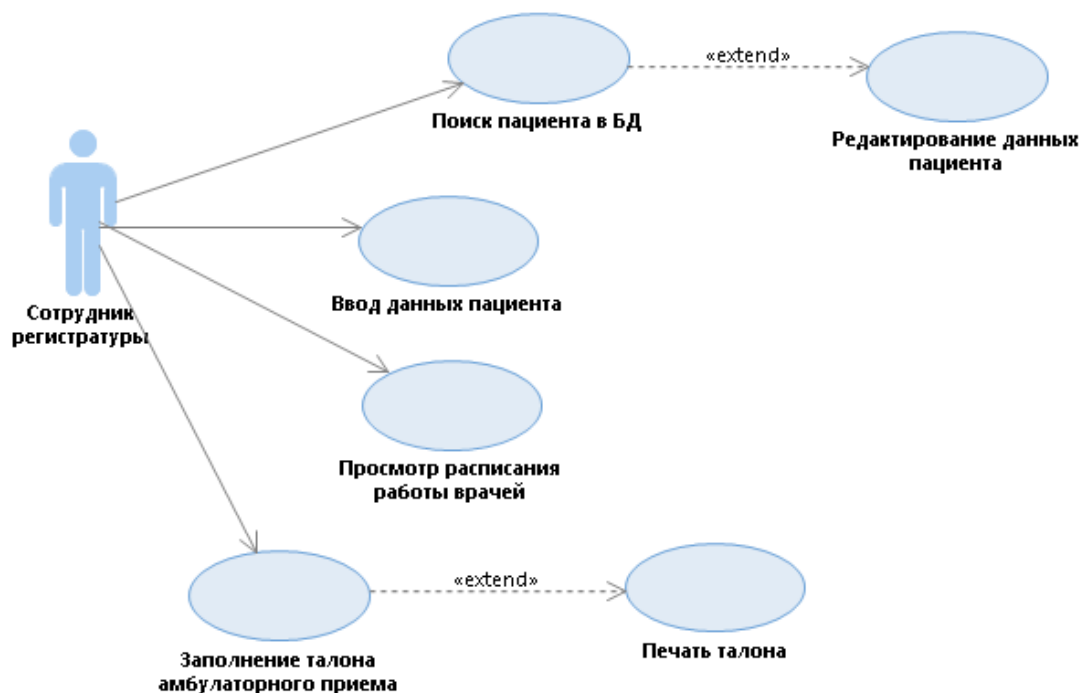 «extend»
Поиск пациента в БД
Редактирование данных
пациента
Ввод данных пациента
Сотрудник
регистратуры
Просмотр расписания
работы врачей
«extend»
Заполнение талона
амбулаторного приема
Печать талона